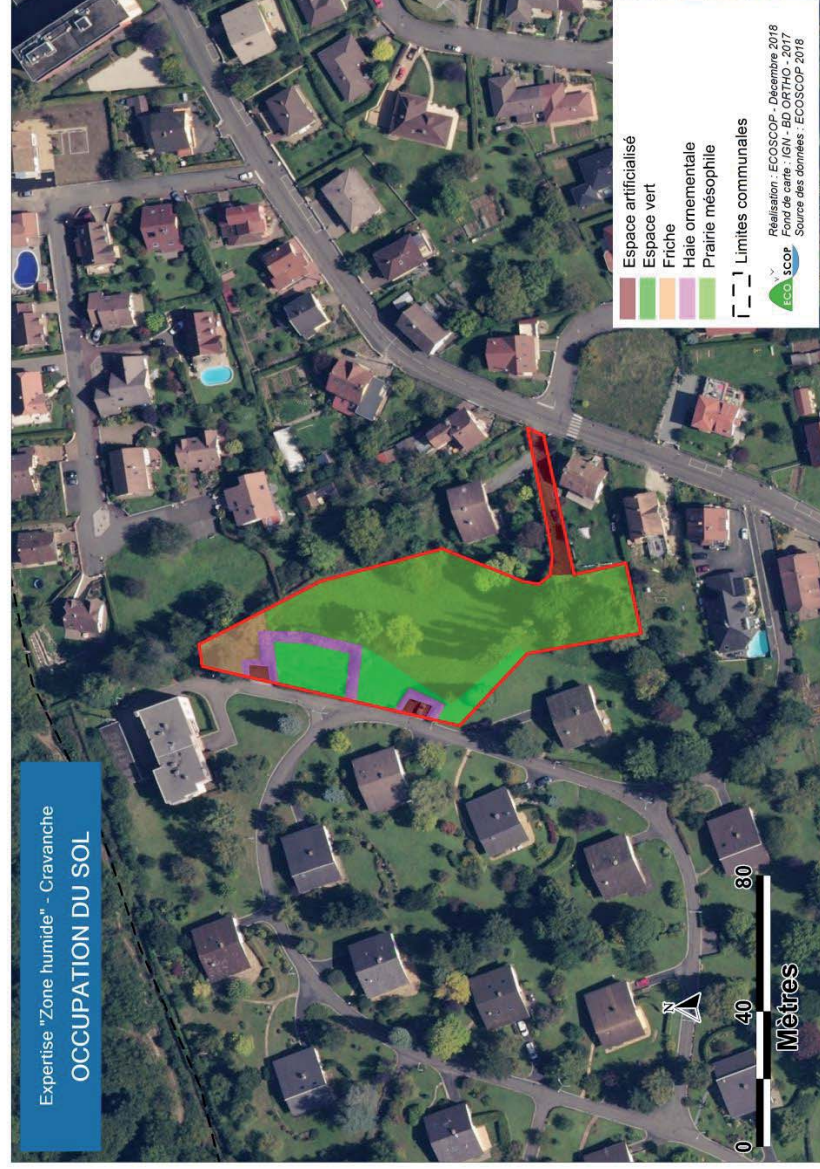 Expertise "Zone humide" - Cravanche
OCCUPATION DU SOL
Espace artificialisé
Espace vert
Friche
Haie ornementale
Prairie mésophile
Limites communales
ECO SCOP
Réalisation : ECOSCOP - Décembre 2018
Fond de carte : IGN - BD ORTHO - 2017
Source des données : ECOSCOP 2018
N
0 40 80
Mètres